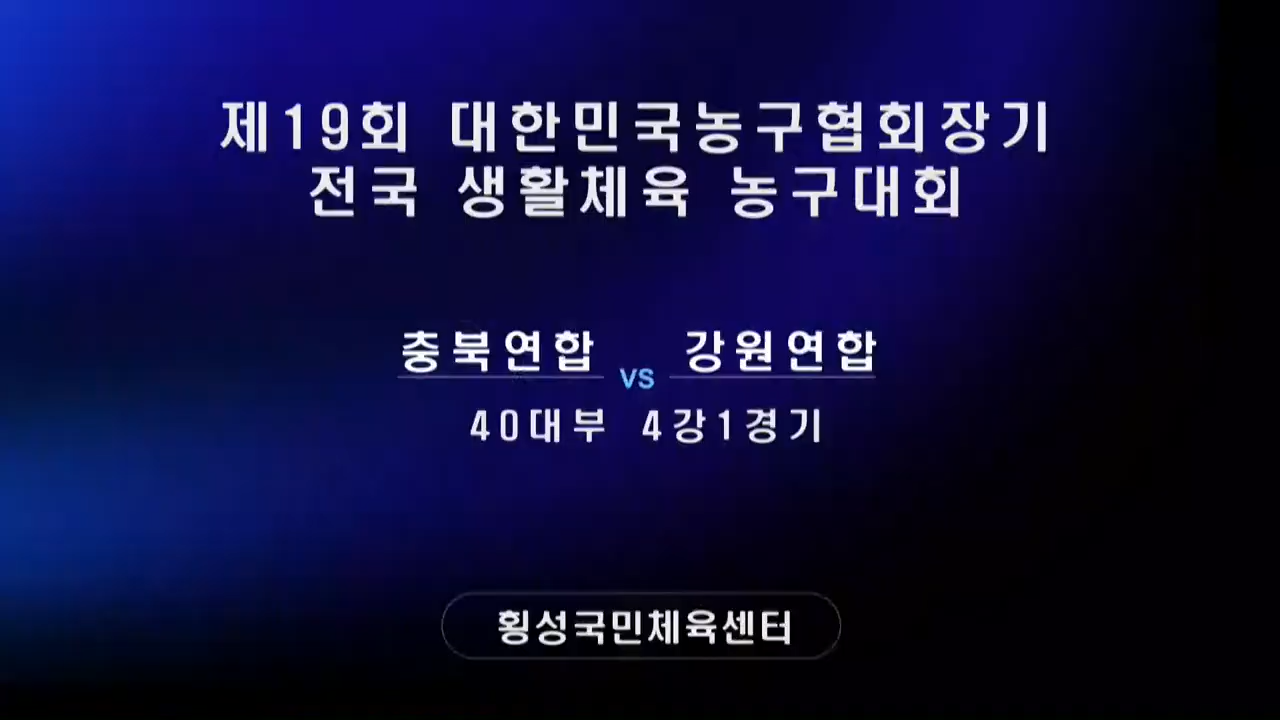 제19회 대한민국농구협회장기
전국 생활체육 농구대회
충북연합 vs 강원연합
40대부 4강1경기
횡성국민체육센터